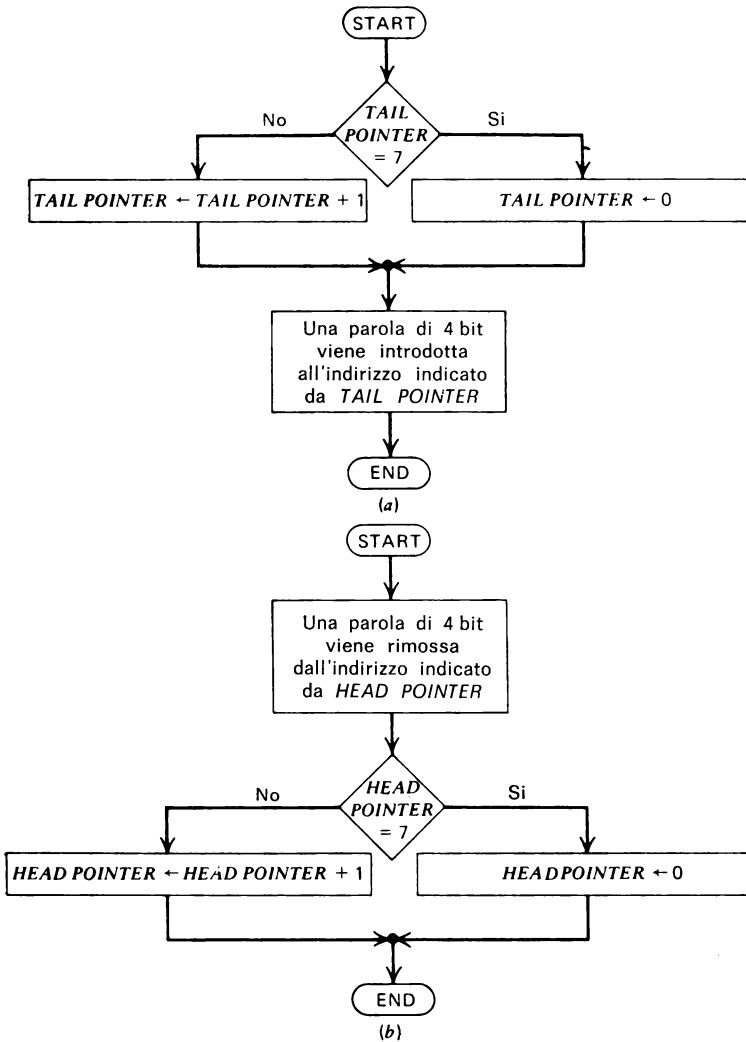 START
TAIL
POINTER
= 7
No
Si
TAIL POINTER ← TAIL POINTER + 1
TAIL POINTER ← 0
Una parola di 4 bit
viene introdotta
all'indirizzo indicato
da TAIL POINTER
END
(a)
START
Una parola di 4 bit
viene rimossa
dall'indirizzo indicato
da HEAD POINTER
HEAD
POINTER
= 7
No
Si
HEAD POINTER ← HEAD POINTER + 1
HEADPOINTER ← 0
END
(b)